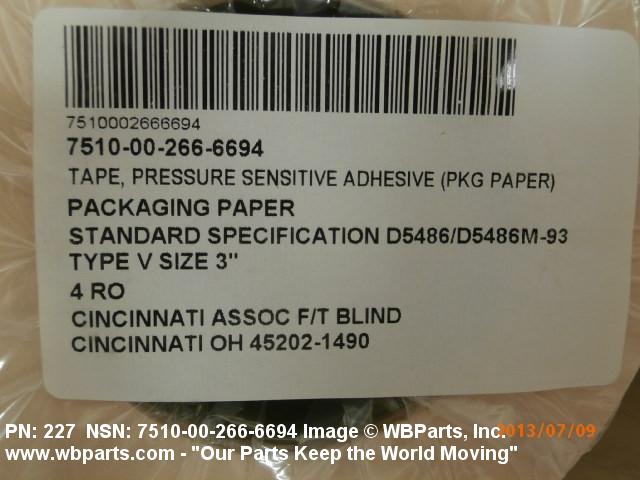 7510002666694
7510-00-266-6694
TAPE, PRESSURE SENSITIVE ADHESIVE (PKG PAPER)
PACKAGING PAPER
STANDARD SPECIFICATION D5486/D5486M-93
TYPE V SIZE 3"
4 RO
CINCINNATI ASSOC F/T BLIND
CINCINNATI OH 45202-1490
PN: 227 NSN: 7510-00-266-6694 Image © WBParts, Inc.
2013/07/09
www.wbparts.com - "Our Parts Keep the World Moving"